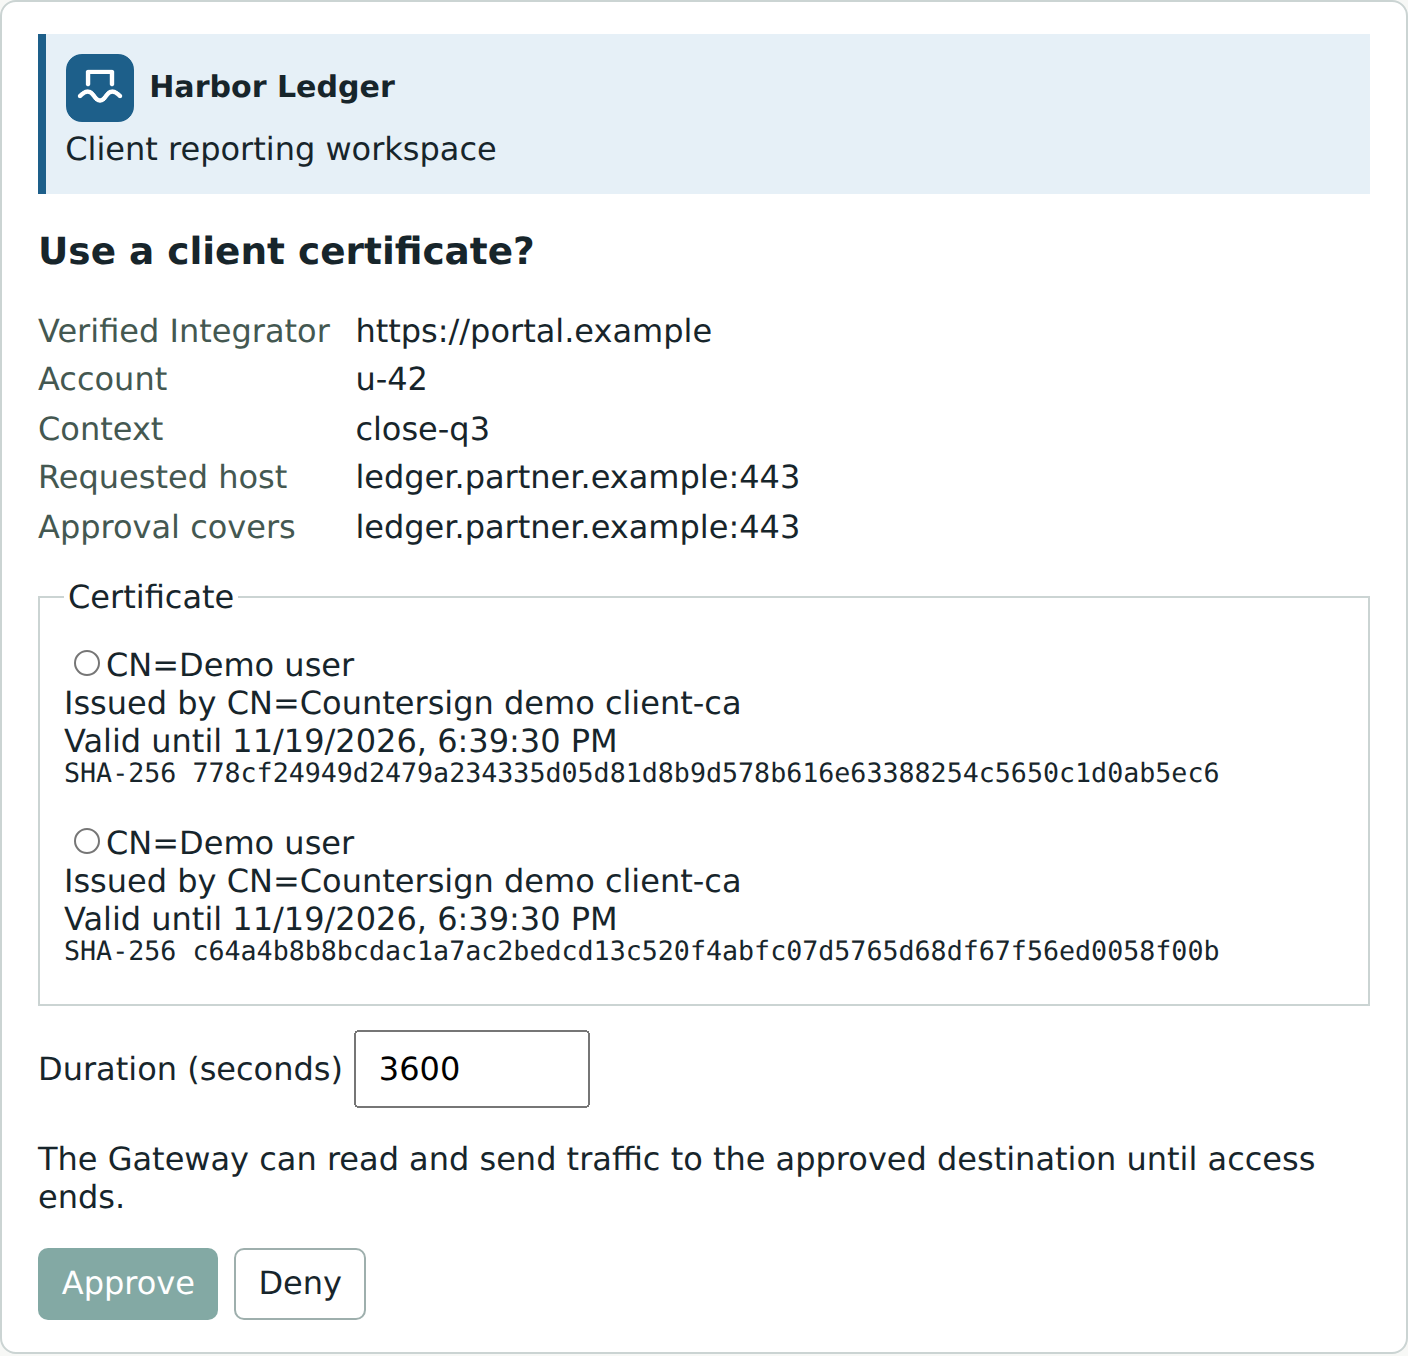 Harbor Ledger
Client reporting workspace
Use a client certificate?
Verified Integrator https://portal.example
Account u-42
Context close-q3
Requested host ledger.partner.example:443
Approval covers ledger.partner.example:443
Certificate
CN=Demo user
Issued by CN=Countersign demo client-ca
Valid until 11/19/2026, 6:39:30 PM
SHA-256 778cf24949d2479a234335d05d81d8b9d578b616e63388254c5650c1d0ab5ec6
CN=Demo user
Issued by CN=Countersign demo client-ca
Valid until 11/19/2026, 6:39:30 PM
SHA-256 c64a4b8b8bcdac1a7ac2bedcd13c520f4abfc07d5765d68df67f56ed0058f00b
Duration (seconds) 3600
The Gateway can read and send traffic to the approved destination until access
ends.
Approve Deny